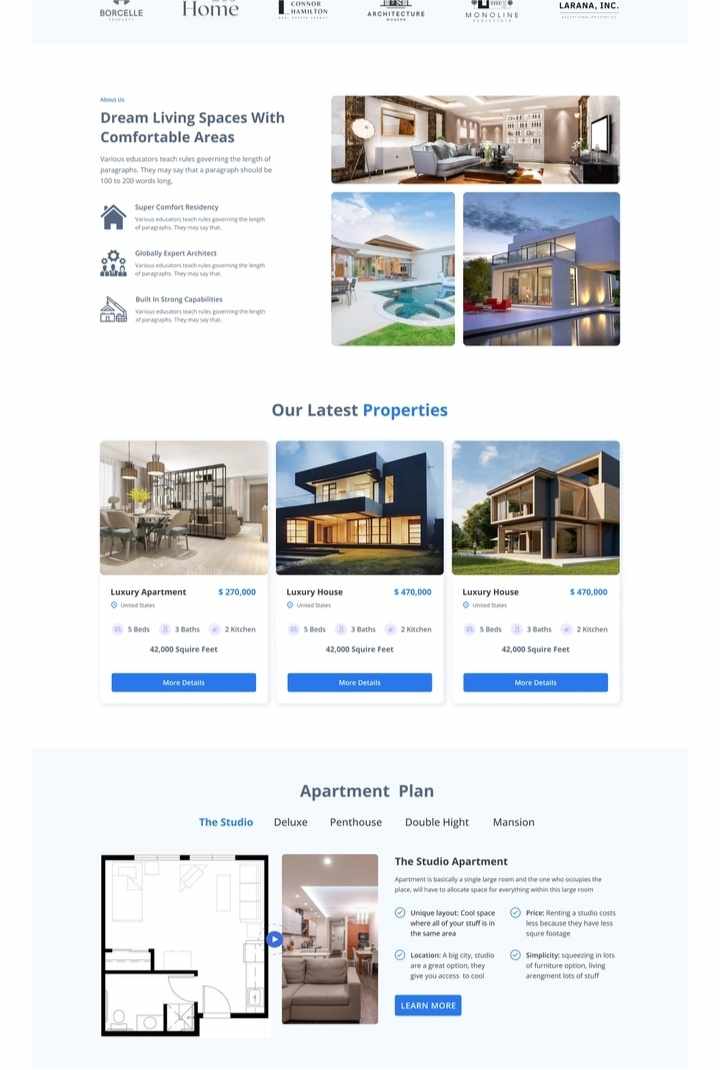 BORCELLE
Home
CONNOR
HAMILTON
ARCHITECTURE
MONOLINE
LARANA, INC.
About Us
Dream Living Spaces With
Comfortable Areas
Various educators teach rules governing the length of
paragraphs. They may say that a paragraph should be
100 to 200 words long,
Super Comfort Residency
Various educators teach rules governing the length
of paragraphs. They may say that.
Globally Expert Architect
Various educators teach rules governing the length
of paragraphs. They may say that.
Built In Strong Capabilities
Various educators teach rules governing the length
of paragraphs. They may say that.
Our Latest Properties
Luxury Apartment $ 270,000
United States
5 Beds 3 Baths 2 Kitchen
42,000 Squire Feet
More Details
Luxury House $ 470,000
United States
5 Beds 3 Baths 2 Kitchen
42,000 Squire Feet
More Details
Luxury House $ 470,000
United States
5 Beds 3 Baths 2 Kitchen
42,000 Squire Feet
More Details
Apartment Plan
The Studio Deluxe Penthouse Double Hight Mansion
The Studio Apartment
Apartment is basically a single large room and the one who occupies the
place, will have to allocate space for everything within this large room
Unique layout: Cool space
where all of your stuff is in
the same area
Price: Renting a studio costs
less because they have less
squre footage
Location: A big city, studio
are a great option, they
give you access to cool
Simplicity: squeezing in lots
of furniture option, living
arengment lots of stuff
LEARN MORE